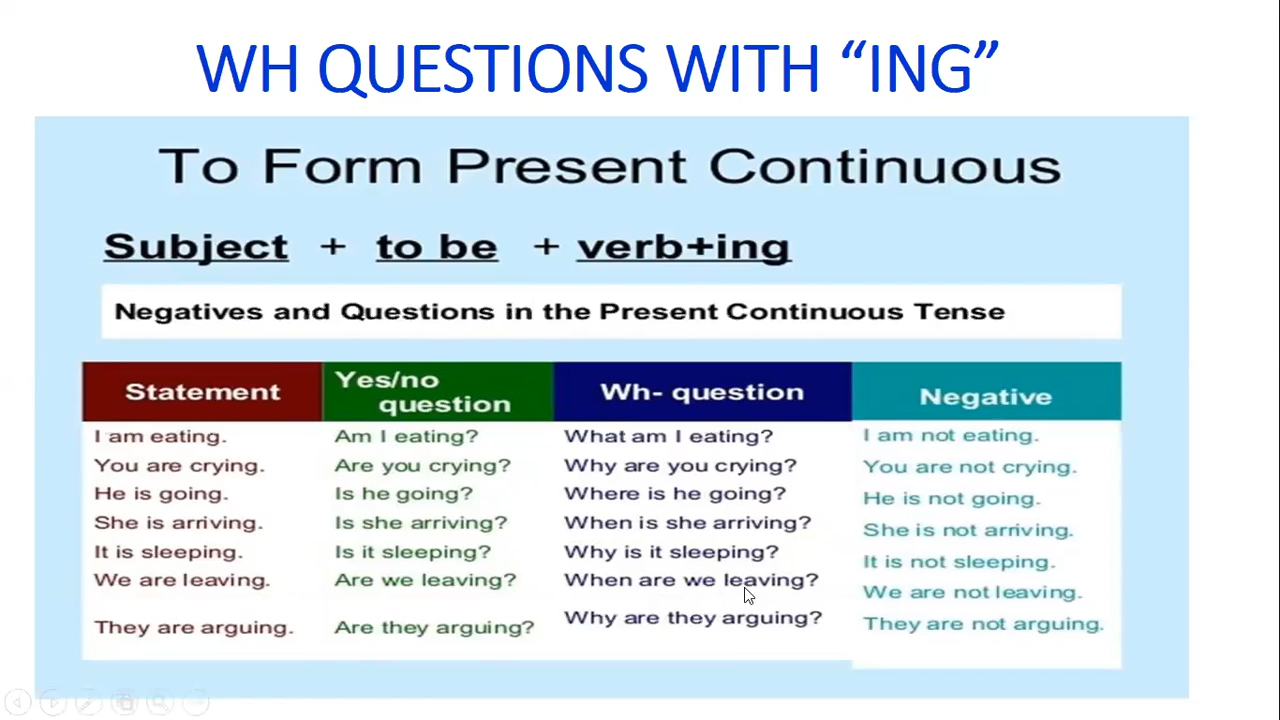 WH QUESTIONS WITH “ING”
To Form Present Continuous
Subject + to be + verb+ing
Negatives and Questions in the Present Continuous Tense
Statement
Yes/no question
Wh- question
Negative
I am eating.
Am I eating?
What am I eating?
I am not eating.
You are crying.
Are you crying?
Why are you crying?
You are not crying.
He is going.
Is he going?
Where is he going?
He is not going.
She is arriving.
Is she arriving?
When is she arriving?
She is not arriving.
It is sleeping.
Is it sleeping?
Why is it sleeping?
It is not sleeping.
We are leaving.
Are we leaving?
When are we leaving?
We are not leaving.
They are arguing.
Are they arguing?
Why are they arguing?
They are not arguing.